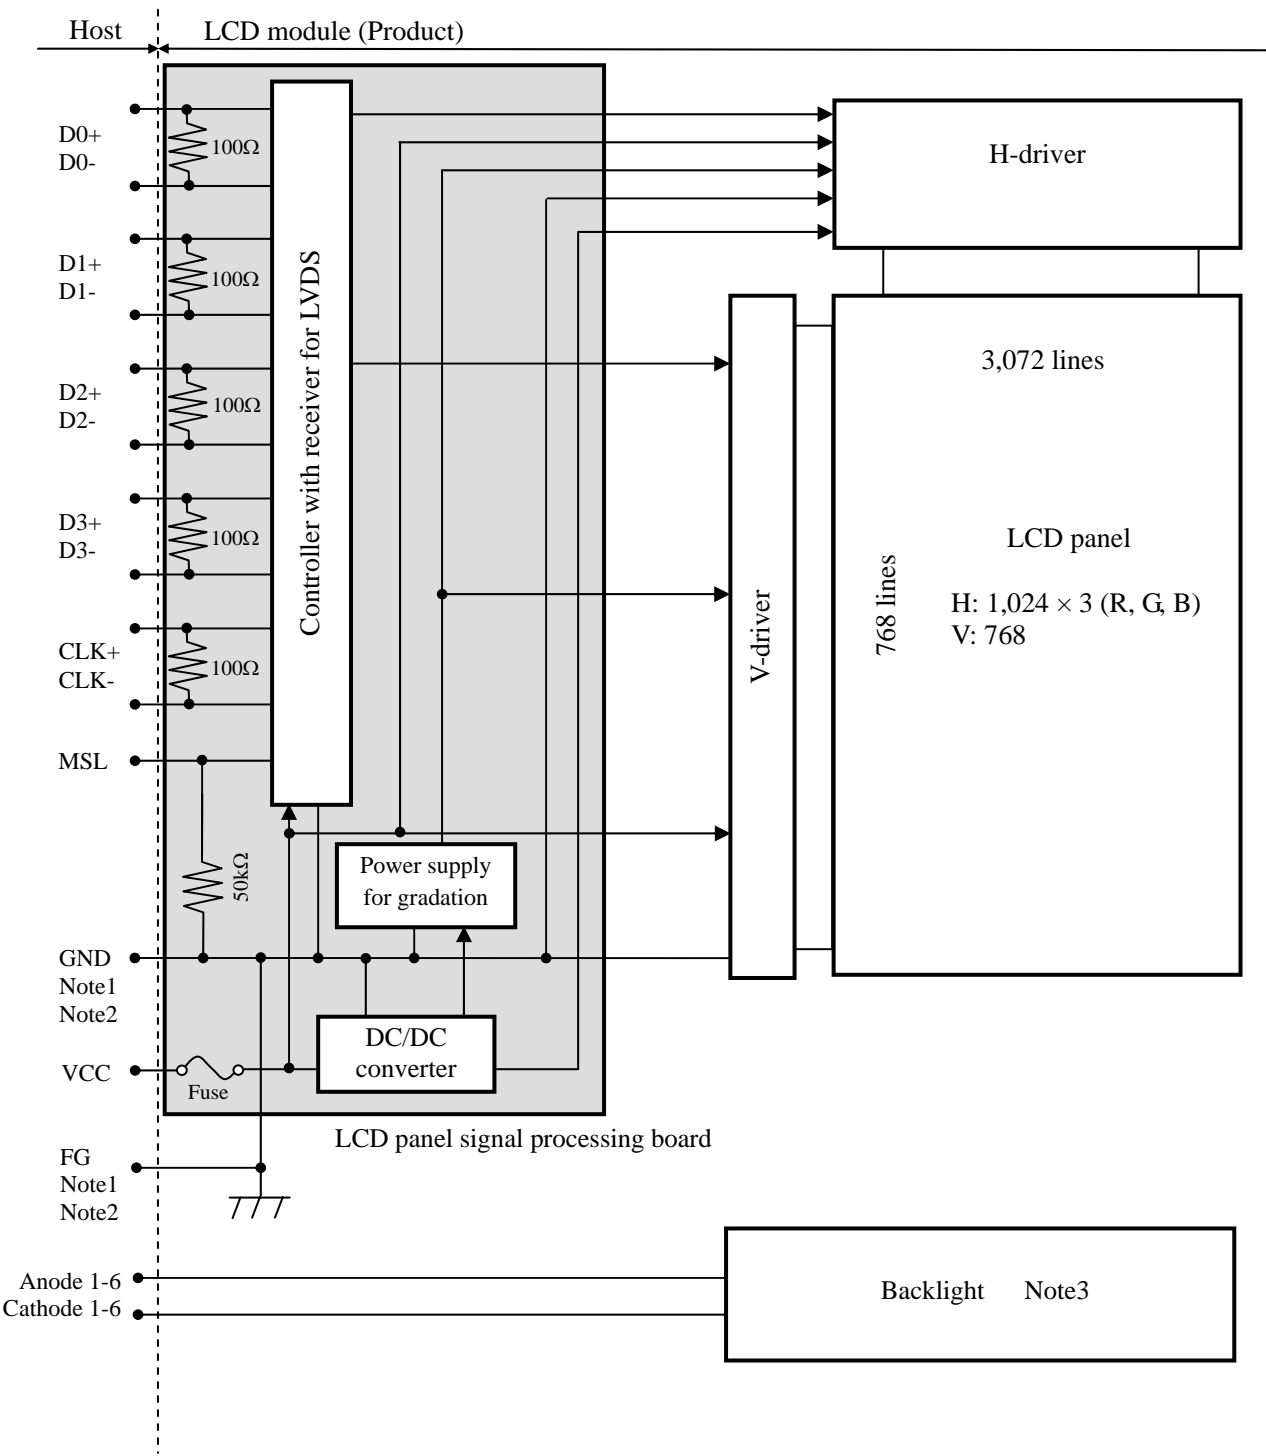 Host
LCD module (Product)
D0+
D0-
100Ω
D1+
D1-
100Ω
D2+
D2-
100Ω
D3+
D3-
100Ω
CLK+
CLK-
100Ω
MSL
50kΩ
Controller with receiver for LVDS
H-driver
V-driver
3,072 lines
768 lines
LCD panel
H: 1,024 × 3 (R, G, B)
V: 768
Power supply
for gradation
GND
Note1
Note2
DC/DC
converter
VCC
Fuse
LCD panel signal processing board
FG
Note1
Note2
Anode 1-6
Cathode 1-6
Backlight Note3